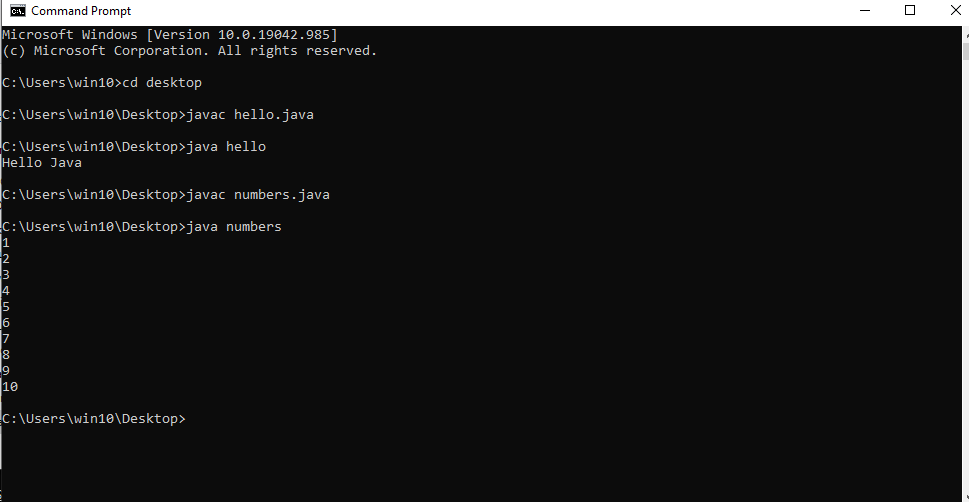 Command Prompt
Microsoft Windows [Version 10.0.19042.985]
(c) Microsoft Corporation. All rights reserved.
C:\Users\win10>cd desktop
C:\Users\win10\Desktop>javac hello.java
C:\Users\win10\Desktop>java hello
Hello Java
C:\Users\win10\Desktop>javac numbers.java
C:\Users\win10\Desktop>java numbers
1
2
3
4
5
6
7
8
9
10
C:\Users\win10\Desktop>